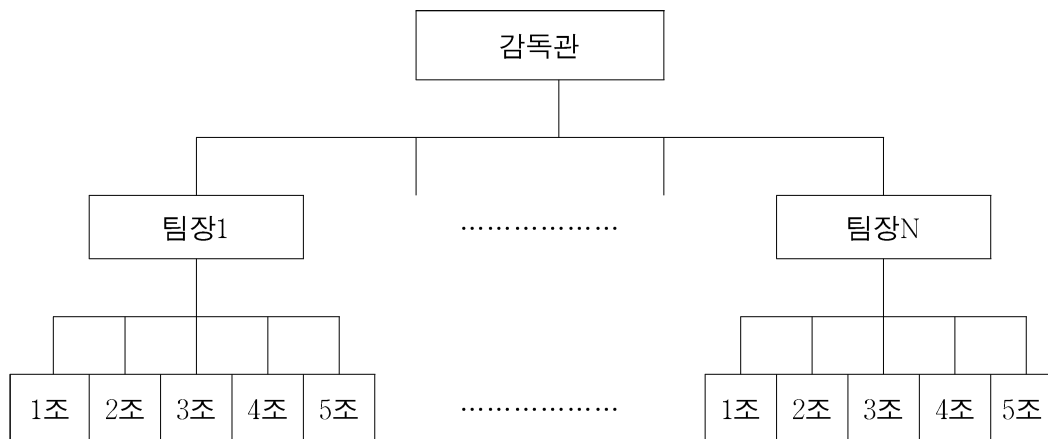 감독관
팀장1 ……………… 팀장N
1조 2조 3조 4조 5조 ……………… 1조 2조 3조 4조 5조